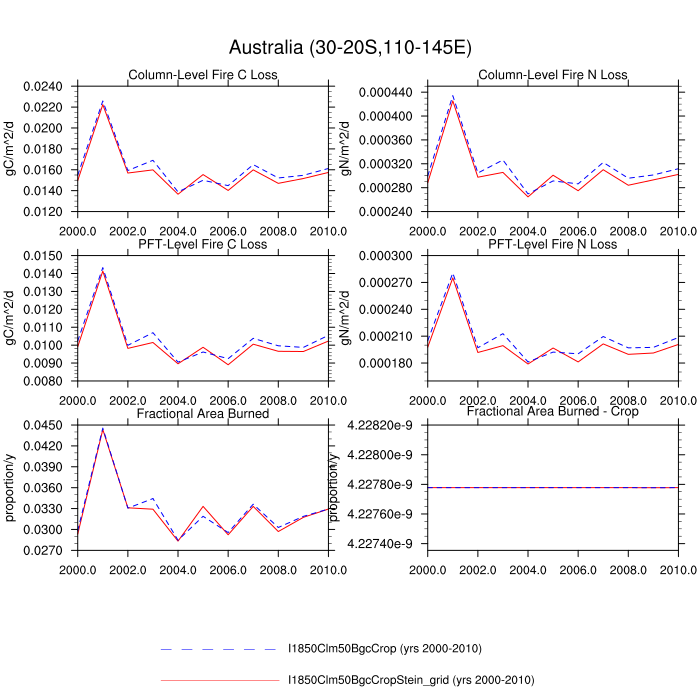 Australia (30-20S,110-145E)
Column-Level Fire C Loss
Column-Level Fire N Loss
gC/m^2/d
0.0240
0.0220
0.0200
0.0180
0.0160
0.0140
0.0120
2000.0 2002.0 2004.0 2006.0 2008.0 2010.0
gN/m^2/d
0.000440
0.000360
0.000320
0.000280
0.000240
2000.0 2002.0 2004.0 2006.0 2008.0 2010.0
PFT-Level Fire C Loss
PFT-Level Fire N Loss
gC/m^2/d
0.0150
0.0140
0.0130
0.0120
0.0110
0.0100
0.0090
0.0080
2000.0 2002.0 2004.0 2006.0 2008.0 2010.0
gN/m^2/d
0.000300
0.000270
0.000240
0.000210
0.000180
2000.0 2002.0 2004.0 2006.0 2008.0 2010.0
Fractional Area Burned
Fractional Area Burned - Crop
proportion/y
0.0450
0.0420
0.0390
0.0360
0.0330
0.0300
0.0270
2000.0 2002.0 2004.0 2006.0 2008.0 2010.0
proportion/y
4.22820e-9
4.22800e-9
4.22780e-9
4.22760e-9
4.22740e-9
2000.0 2002.0 2004.0 2006.0 2008.0 2010.0
I1850Clm50BgcCrop (yrs 2000-2010)
I1850Clm50BgcCropStein_grid (yrs 2000-2010)